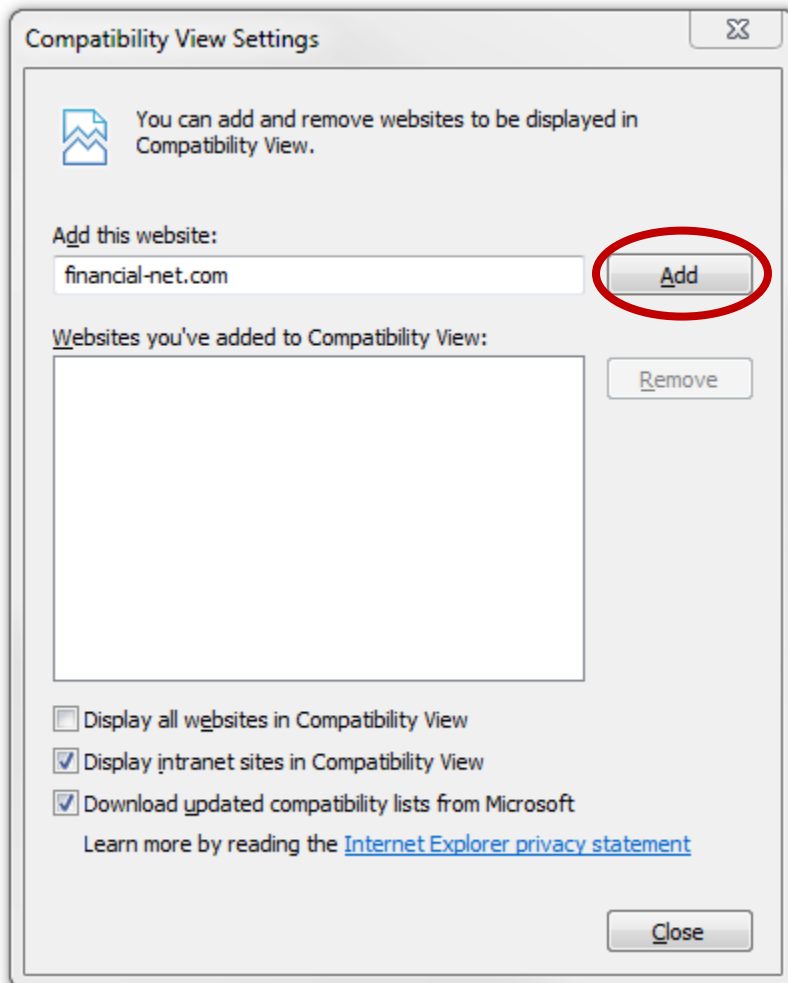 Compatibility View Settings
You can add and remove websites to be displayed in
Compatibility View.
Add this website:
financial-net.com
Add
Websites you've added to Compatibility View:
Remove
Display all websites in Compatibility View
Display intranet sites in Compatibility View
Download updated compatibility lists from Microsoft
Learn more by reading the Internet Explorer privacy statement
Close